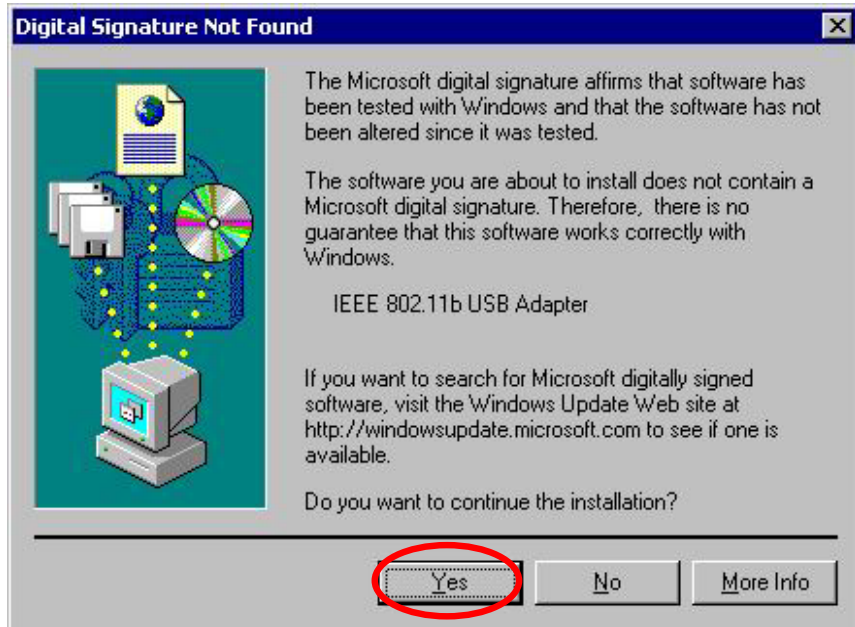 Digital Signature Not Found
The Microsoft digital signature affirms that software has
been tested with Windows and that the software has not
been altered since it was tested.
The software you are about to install does not contain a
Microsoft digital signature. Therefore, there is no
guarantee that this software works correctly with
Windows.
IEEE 802.11b USB Adapter
If you want to search for Microsoft digitally signed
software, visit the Windows Update Web site at
http://windowsupdate.microsoft.com to see if one is
available.
Do you want to continue the installation?
Yes No More Info